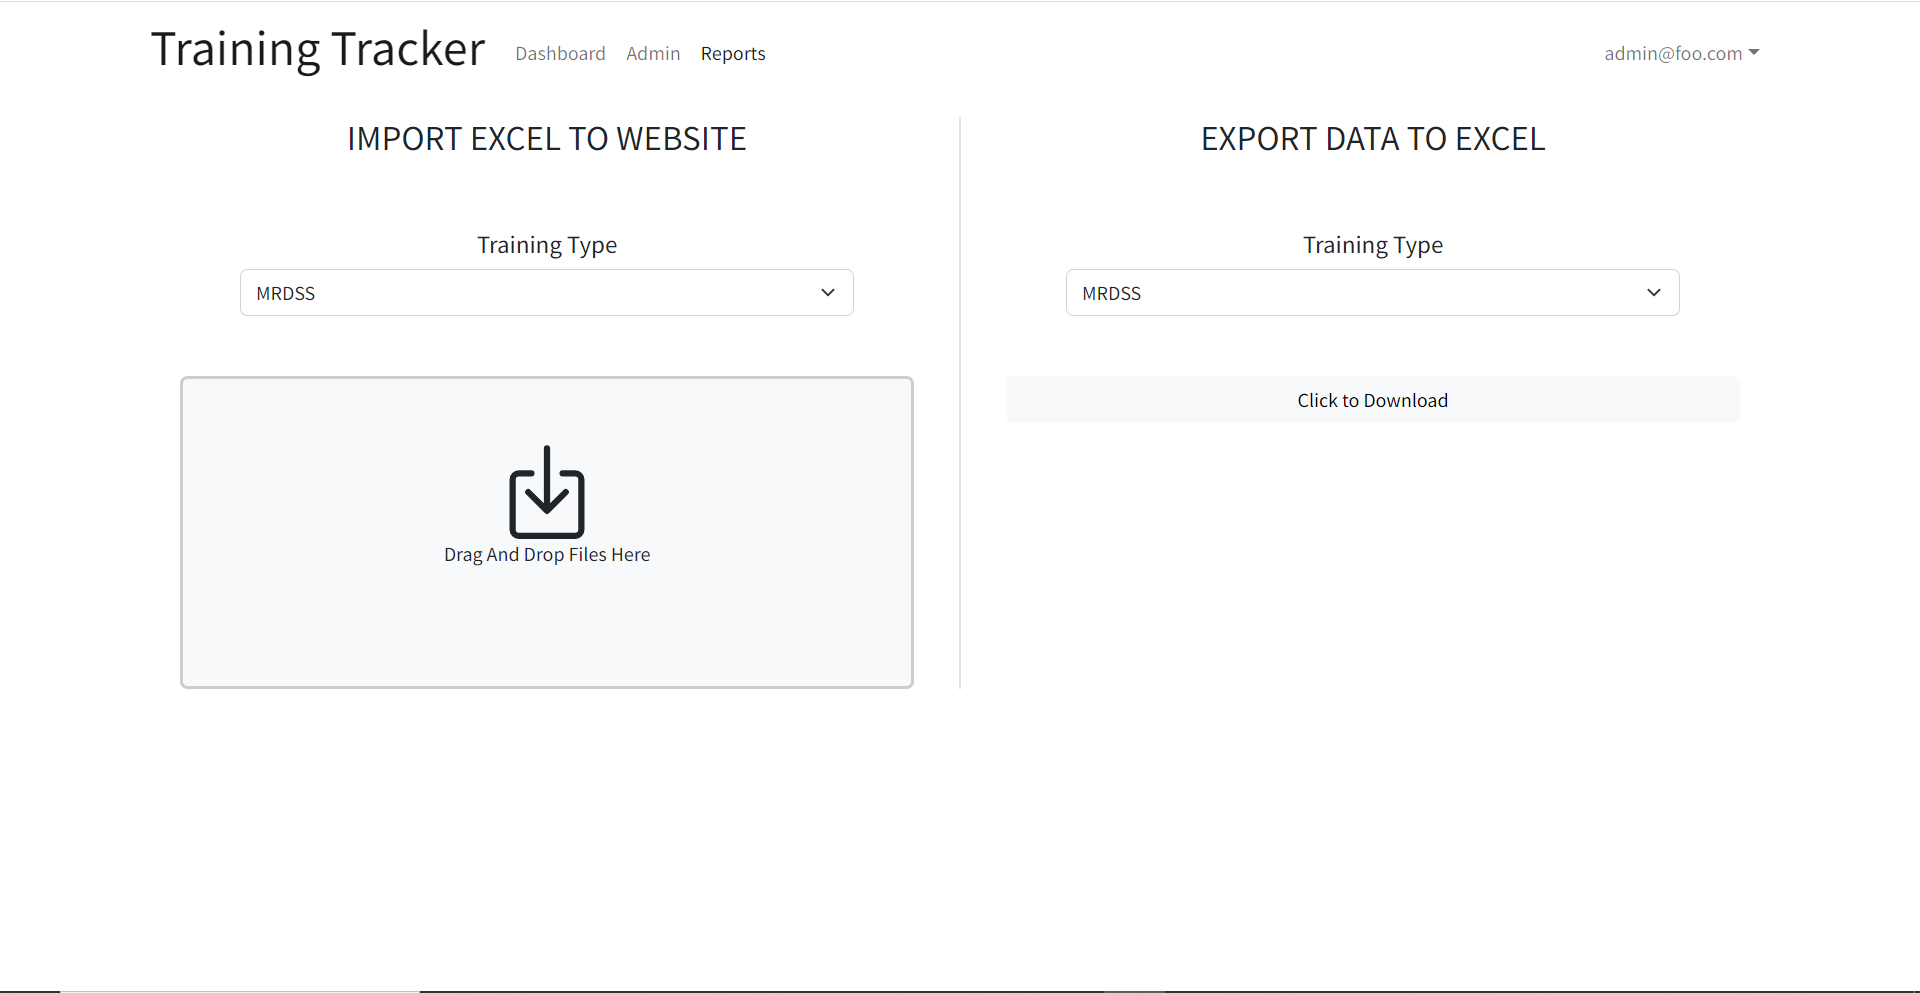 Training Tracker Dashboard Admin Reports admin@foo.com
IMPORT EXCEL TO WEBSITE
Training Type
MRDSS
Drag And Drop Files Here
EXPORT DATA TO EXCEL
Training Type
MRDSS
Click to Download